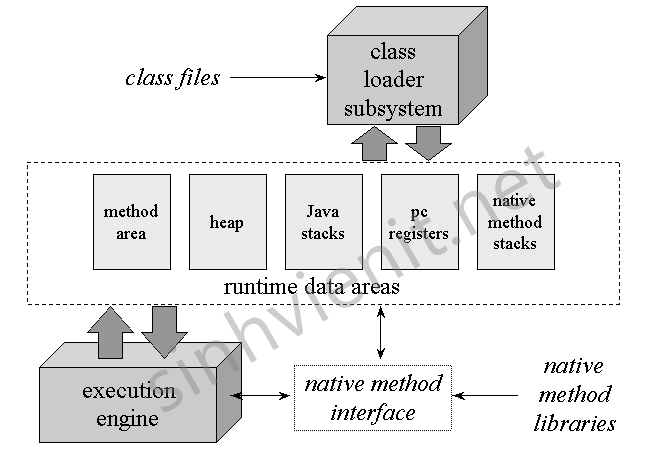 class
loader
subsystem
class files
method
area
heap
Java
stacks
pc
registers
native
method
stacks
runtime data areas
execution
engine
native method
interface
native
method
libraries
sinhvienit.net